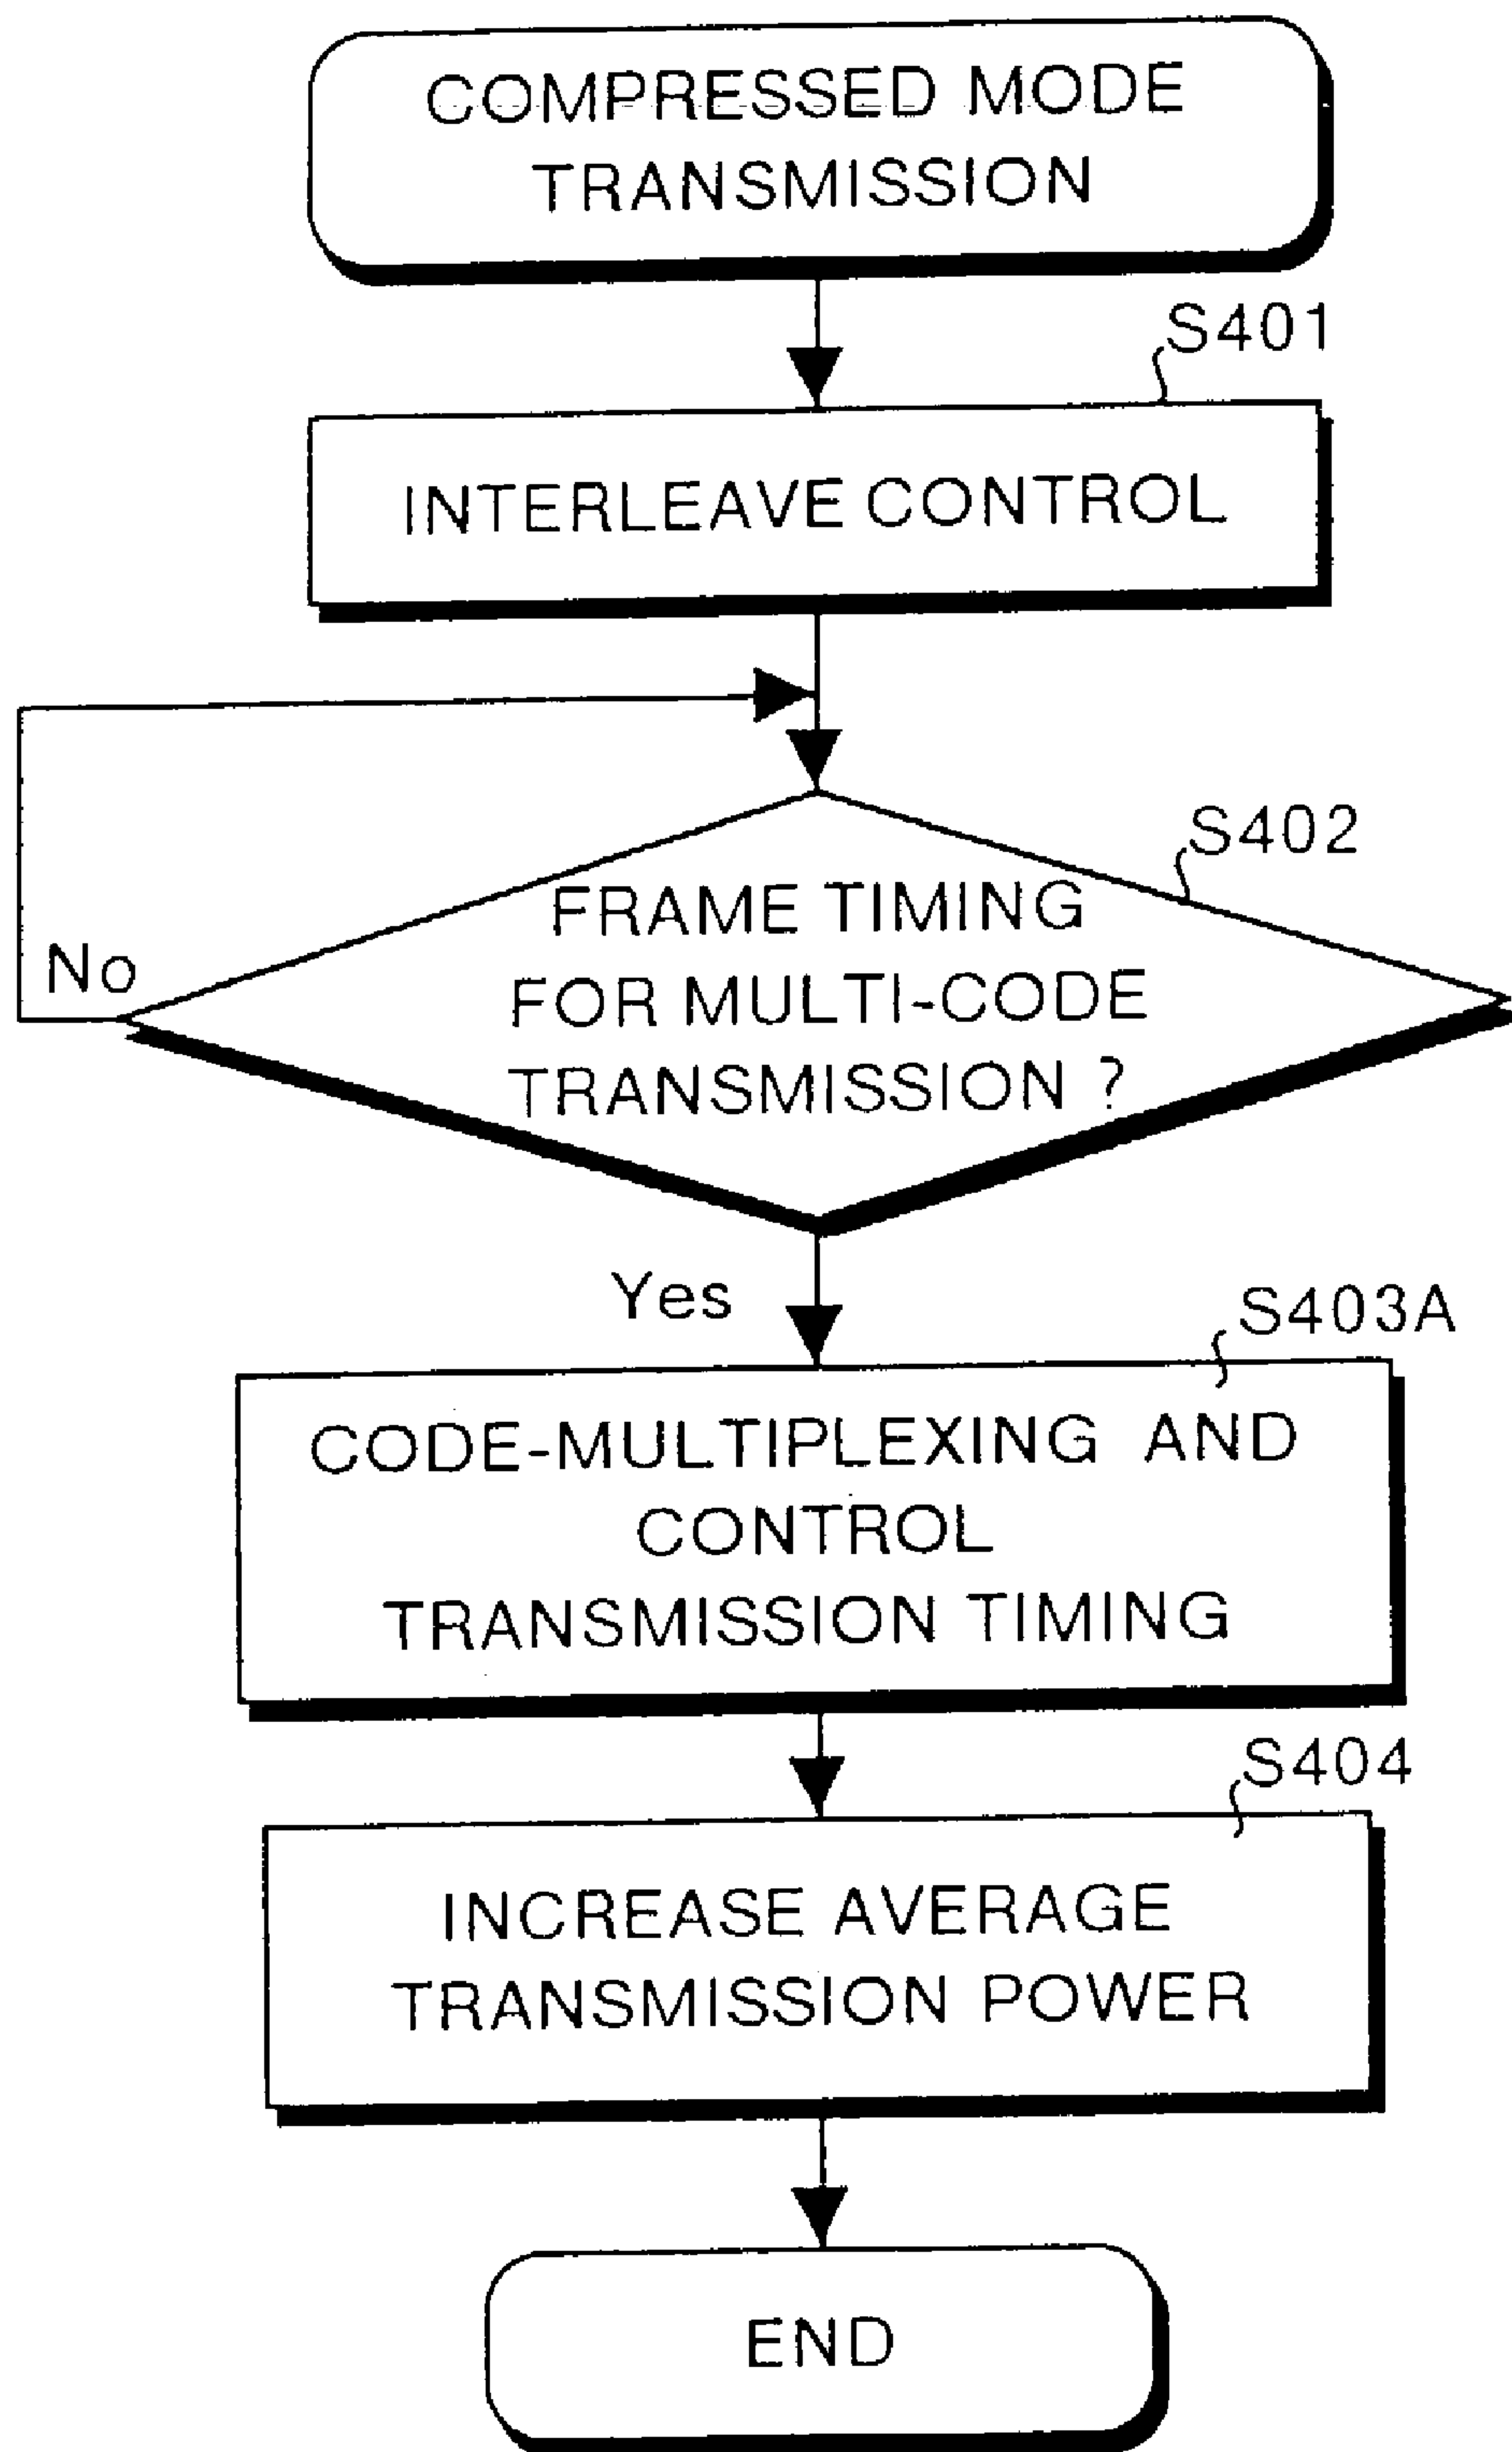 COMPRESSED MODE
TRANSMISSION
S401
INTERLEAVE CONTROL
S402
FRAME TIMING
FOR MULTI-CODE
TRANSMISSION ?
No
Yes
S403A
CODE-MULTIPLEXING AND
CONTROL
TRANSMISSION TIMING
S404
INCREASE AVERAGE
TRANSMISSION POWER
END